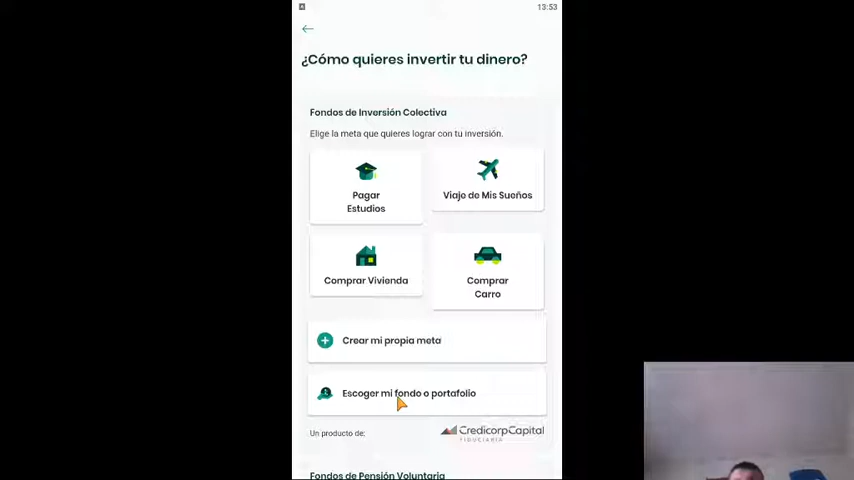 13:53
¿Cómo quieres invertir tu dinero?
Fondos de Inversión Colectiva
Elige la meta que quieres lograr con tu inversión.
Pagar
Estudios
Viaje de Mis Sueños
Comprar Vivienda
Comprar
Carro
Crear mi propia meta
Escoger mi fondo o portafolio
Un producto de:
CredicorpCapital
FIDUCIARIA
Fondos de Pensión Voluntaria